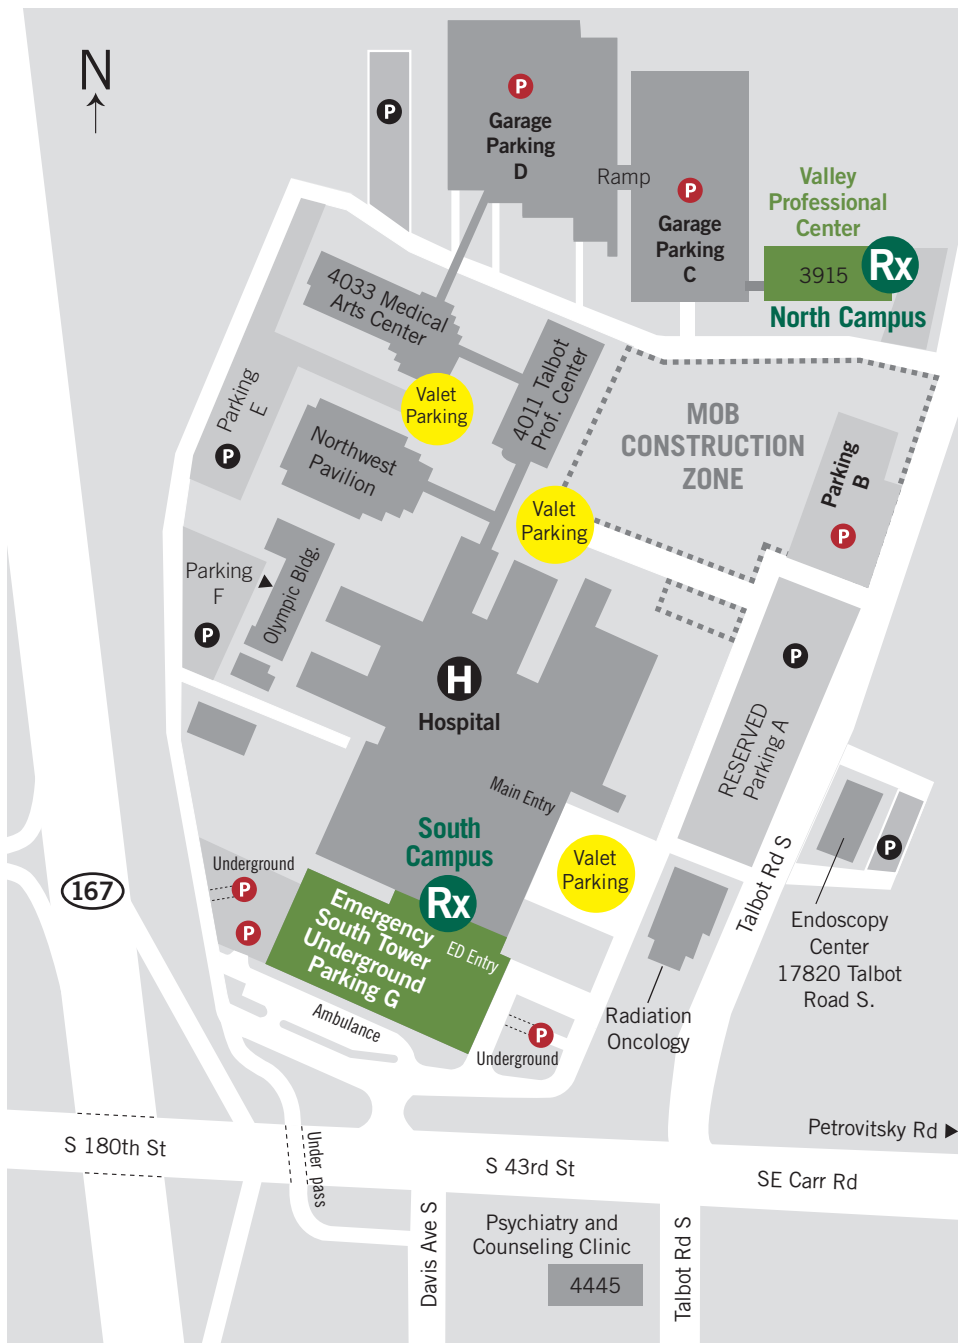 N
P
P
Garage
Parking
D
Ramp
P
Garage
Parking
C
Valley
Professional
Center
3915
Rx
North Campus
4033 Medical
Arts Center
4011 Talbot
Prof. Center
Valet
Parking
Parking
E
P
Northwest
Pavilion
MOB
CONSTRUCTION
ZONE
Parking
B
P
Valet
Parking
Parking
F
P
Olympic Bldg.
H
Hospital
P
RESERVED
Parking A
Main Entry
South
Campus
Rx
Valet
Parking
Underground
P
P
167
Emergency
South Tower
Underground
Parking G
ED Entry
Ambulance
P
Underground
Radiation
Oncology
Talbot Rd S
P
Endoscopy
Center
17820 Talbot
Road S.
Petrovitsky Rd
S 180th St
Under pass
S 43rd St
SE Carr Rd
Davis Ave S
Psychiatry and
Counseling Clinic
4445
Talbot Rd S